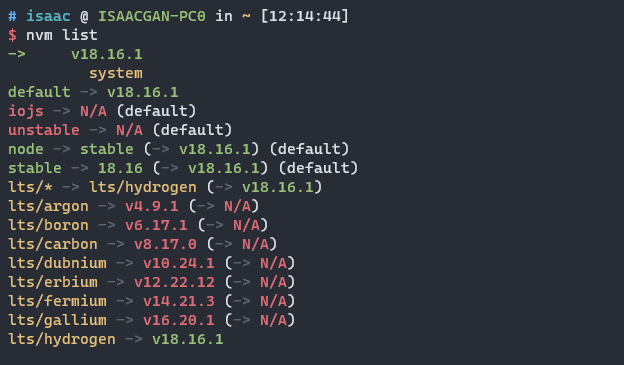 # isaac @ ISAACGAN-PC0 in ~ [12:14:44]
$ nvm list
->     v18.16.1
         system
default -> v18.16.1
iojs -> N/A (default)
unstable -> N/A (default)
node -> stable (-> v18.16.1) (default)
stable -> 18.16 (-> v18.16.1) (default)
lts/* -> lts/hydrogen (-> v18.16.1)
lts/argon -> v4.9.1 (-> N/A)
lts/boron -> v6.17.1 (-> N/A)
lts/carbon -> v8.17.0 (-> N/A)
lts/dubnium -> v10.24.1 (-> N/A)
lts/erbium -> v12.22.12 (-> N/A)
lts/fermium -> v14.21.3 (-> N/A)
lts/gallium -> v16.20.1 (-> N/A)
lts/hydrogen -> v18.16.1